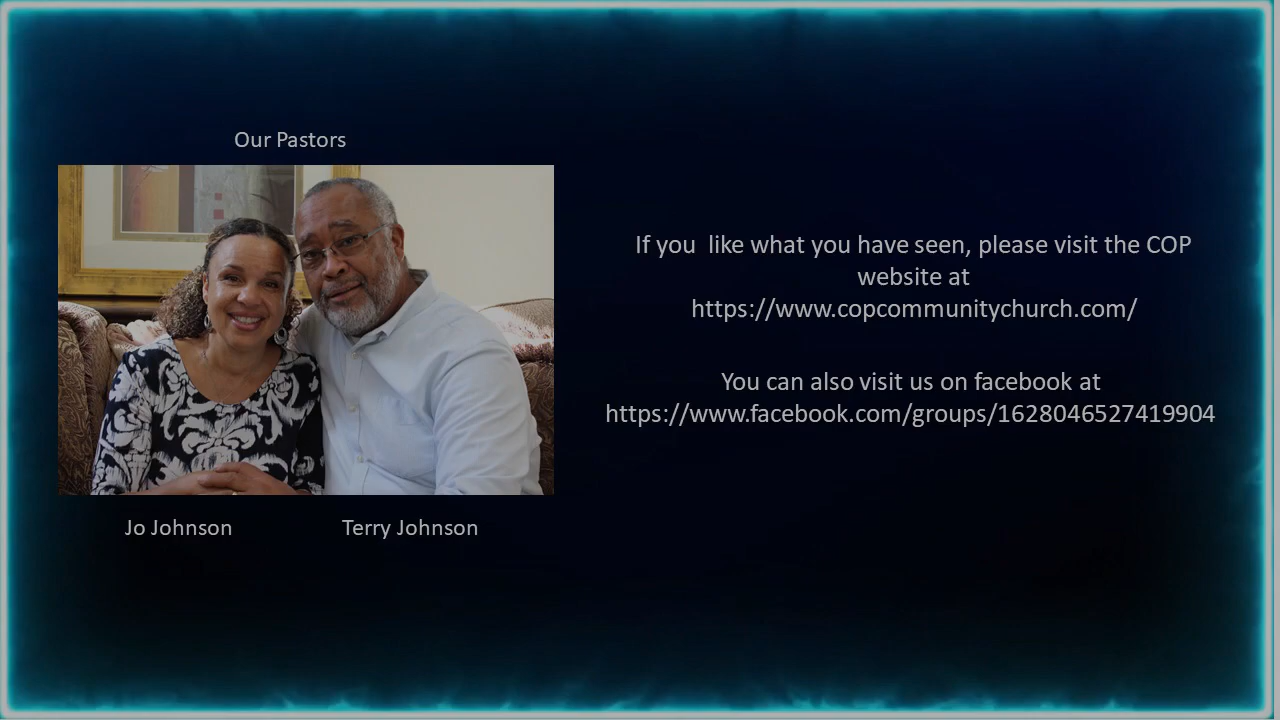 Our Pastors
Jo Johnson
Terry Johnson
If you  like what you have seen, please visit the COP
website at
https://www.copcommunitychurch.com/
You can also visit us on facebook at
https://www.facebook.com/groups/1628046527419904